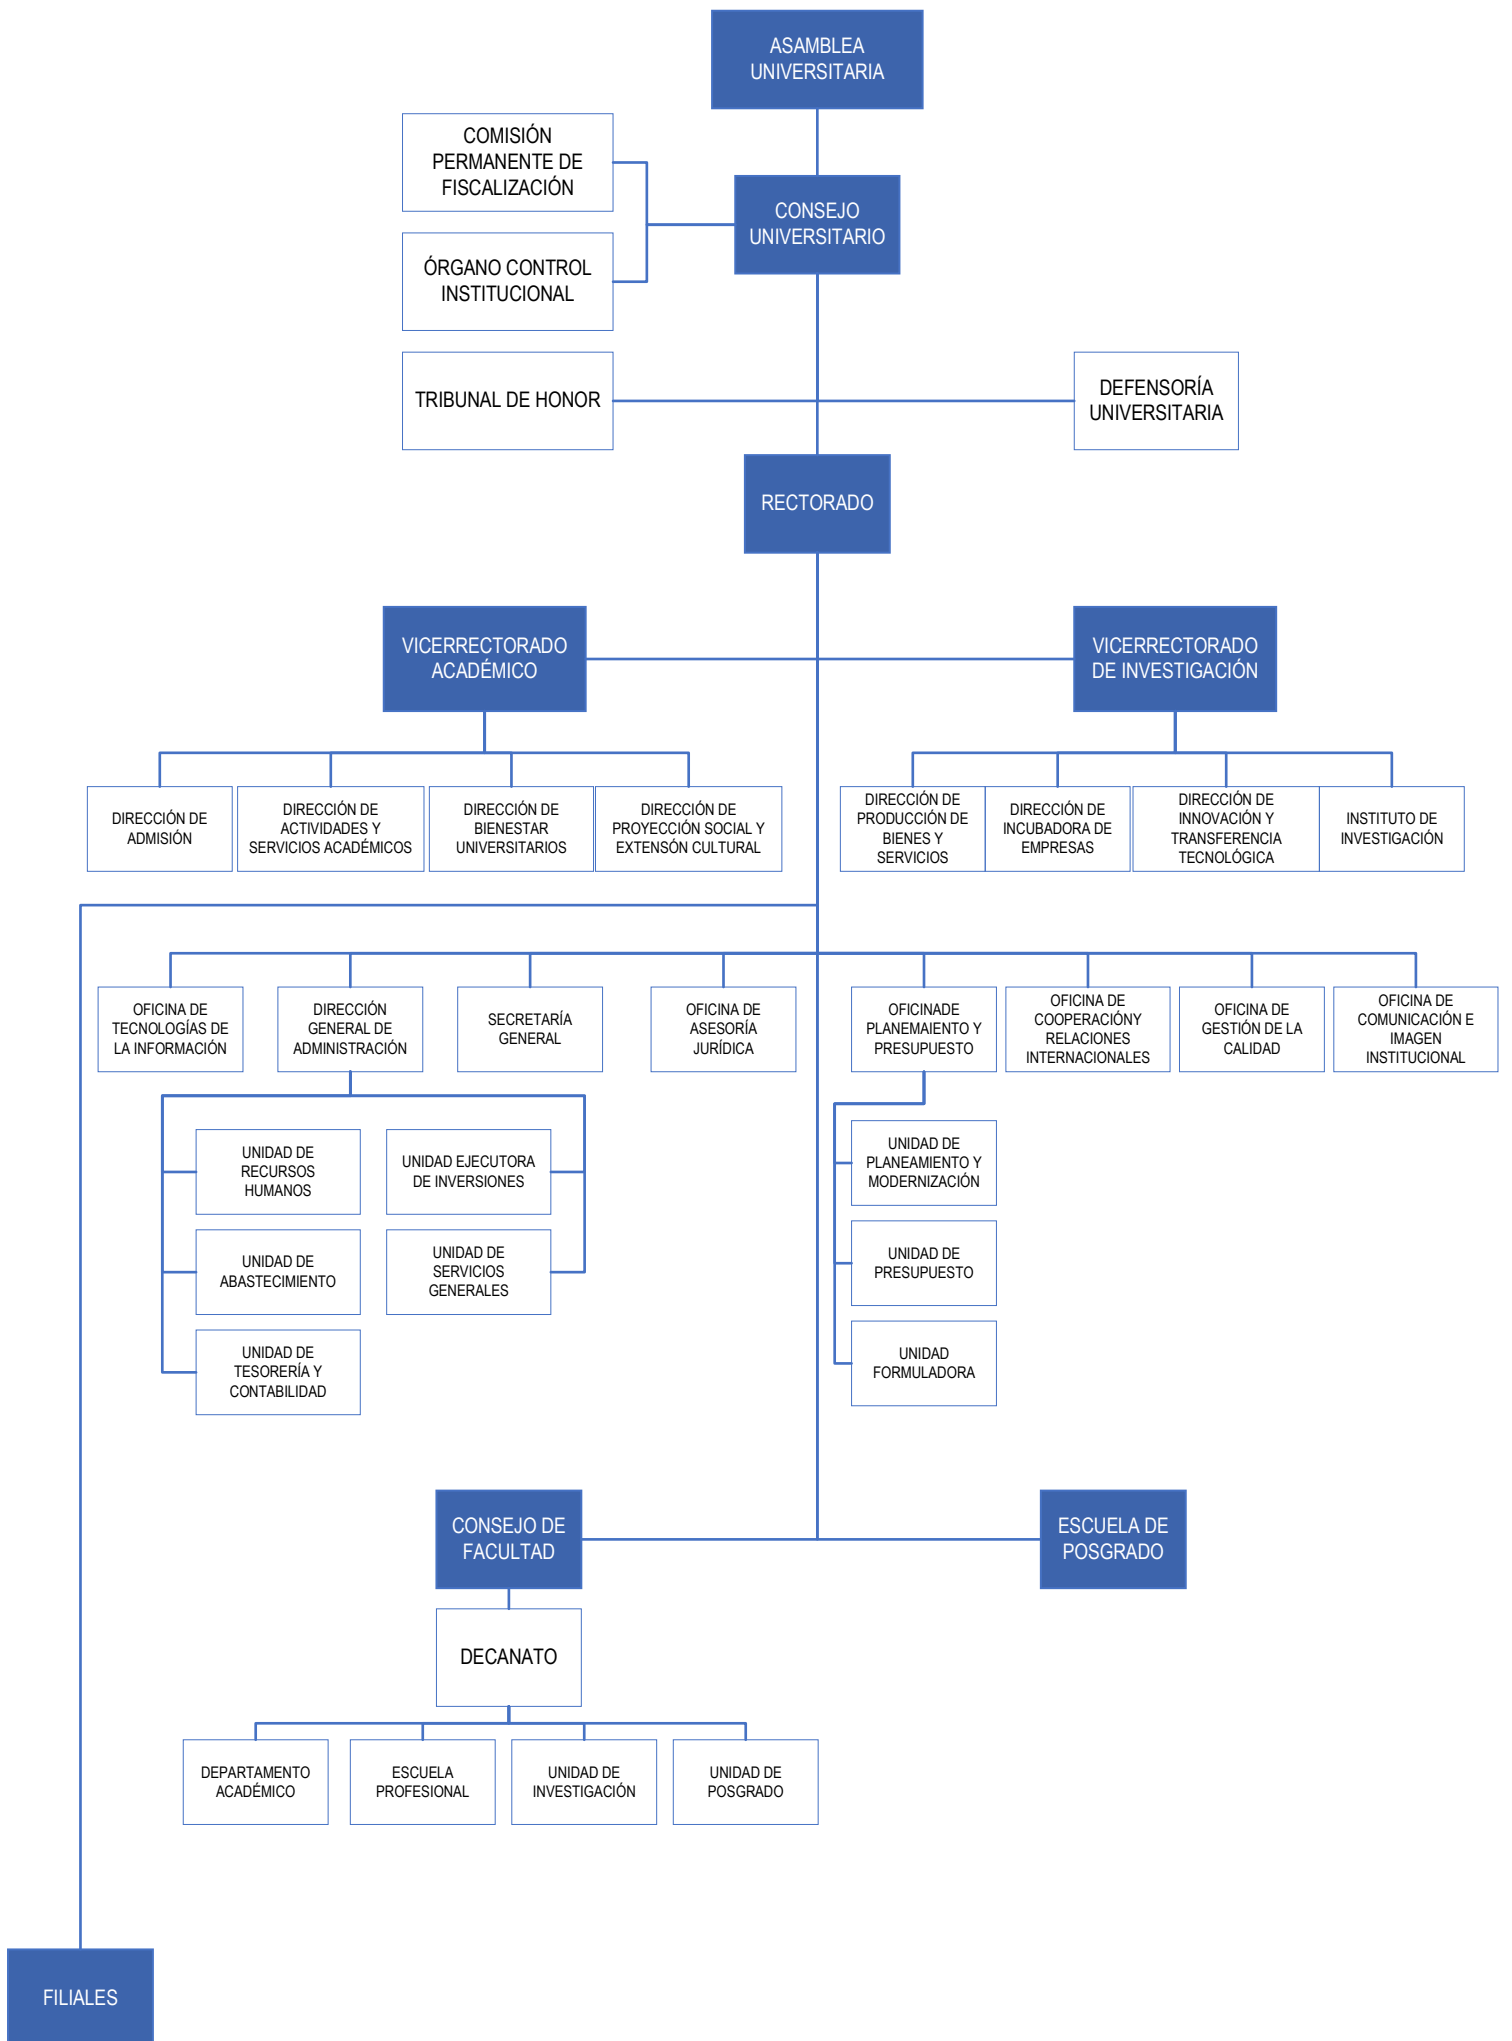 ASAMBLEA
UNIVERSITARIA
COMISIÓN
PERMANENTE DE
FISCALIZACIÓN
CONSEJO
UNIVERSITARIO
ÓRGANO CONTROL
INSTITUCIONAL
TRIBUNAL DE HONOR
DEFENSORÍA
UNIVERSITARIA
RECTORADO
VICERRECTORADO
ACADÉMICO
VICERRECTORADO
DE INVESTIGACIÓN
DIRECCIÓN DE
ADMISIÓN
DIRECCIÓN DE
ACTIVIDADES Y
SERVICIOS ACADÉMICOS
DIRECCIÓN DE
BIENESTAR
UNIVERSITARIOS
DIRECCIÓN DE
PROYECCIÓN SOCIAL Y
EXTENSÓN CULTURAL
DIRECCIÓN DE
PRODUCCIÓN DE
BIENES Y
SERVICIOS
DIRECCIÓN DE
INCUBADORA DE
EMPRESAS
DIRECCIÓN DE
INNOVACIÓN Y
TRANSFERENCIA
TECNOLÓGICA
INSTITUTO DE
INVESTIGACIÓN
OFICINA DE
TECNOLOGÍAS DE
LA INFORMACIÓN
DIRECCIÓN
GENERAL DE
ADMINISTRACIÓN
SECRETARÍA
GENERAL
OFICINA DE
ASESORÍA
JURÍDICA
OFICINADE
PLANEMAIENTO Y
PRESUPUESTO
OFICINA DE
COOPERACIÓNY
RELACIONES
INTERNACIONALES
OFICINA DE
GESTIÓN DE LA
CALIDAD
OFICINA DE
COMUNICACIÓN E
IMAGEN
INSTITUCIONAL
UNIDAD DE
RECURSOS
HUMANOS
UNIDAD EJECUTORA
DE INVERSIONES
UNIDAD DE
PLANEAMIENTO Y
MODERNIZACIÓN
UNIDAD DE
ABASTECIMIENTO
UNIDAD DE
SERVICIOS
GENERALES
UNIDAD DE
PRESUPUESTO
UNIDAD DE
TESORERÍA Y
CONTABILIDAD
UNIDAD
FORMULADORA
CONSEJO DE
FACULTAD
ESCUELA DE
POSGRADO
DECANATO
DEPARTAMENTO
ACADÉMICO
ESCUELA
PROFESIONAL
UNIDAD DE
INVESTIGACIÓN
UNIDAD DE
POSGRADO
FILIALES